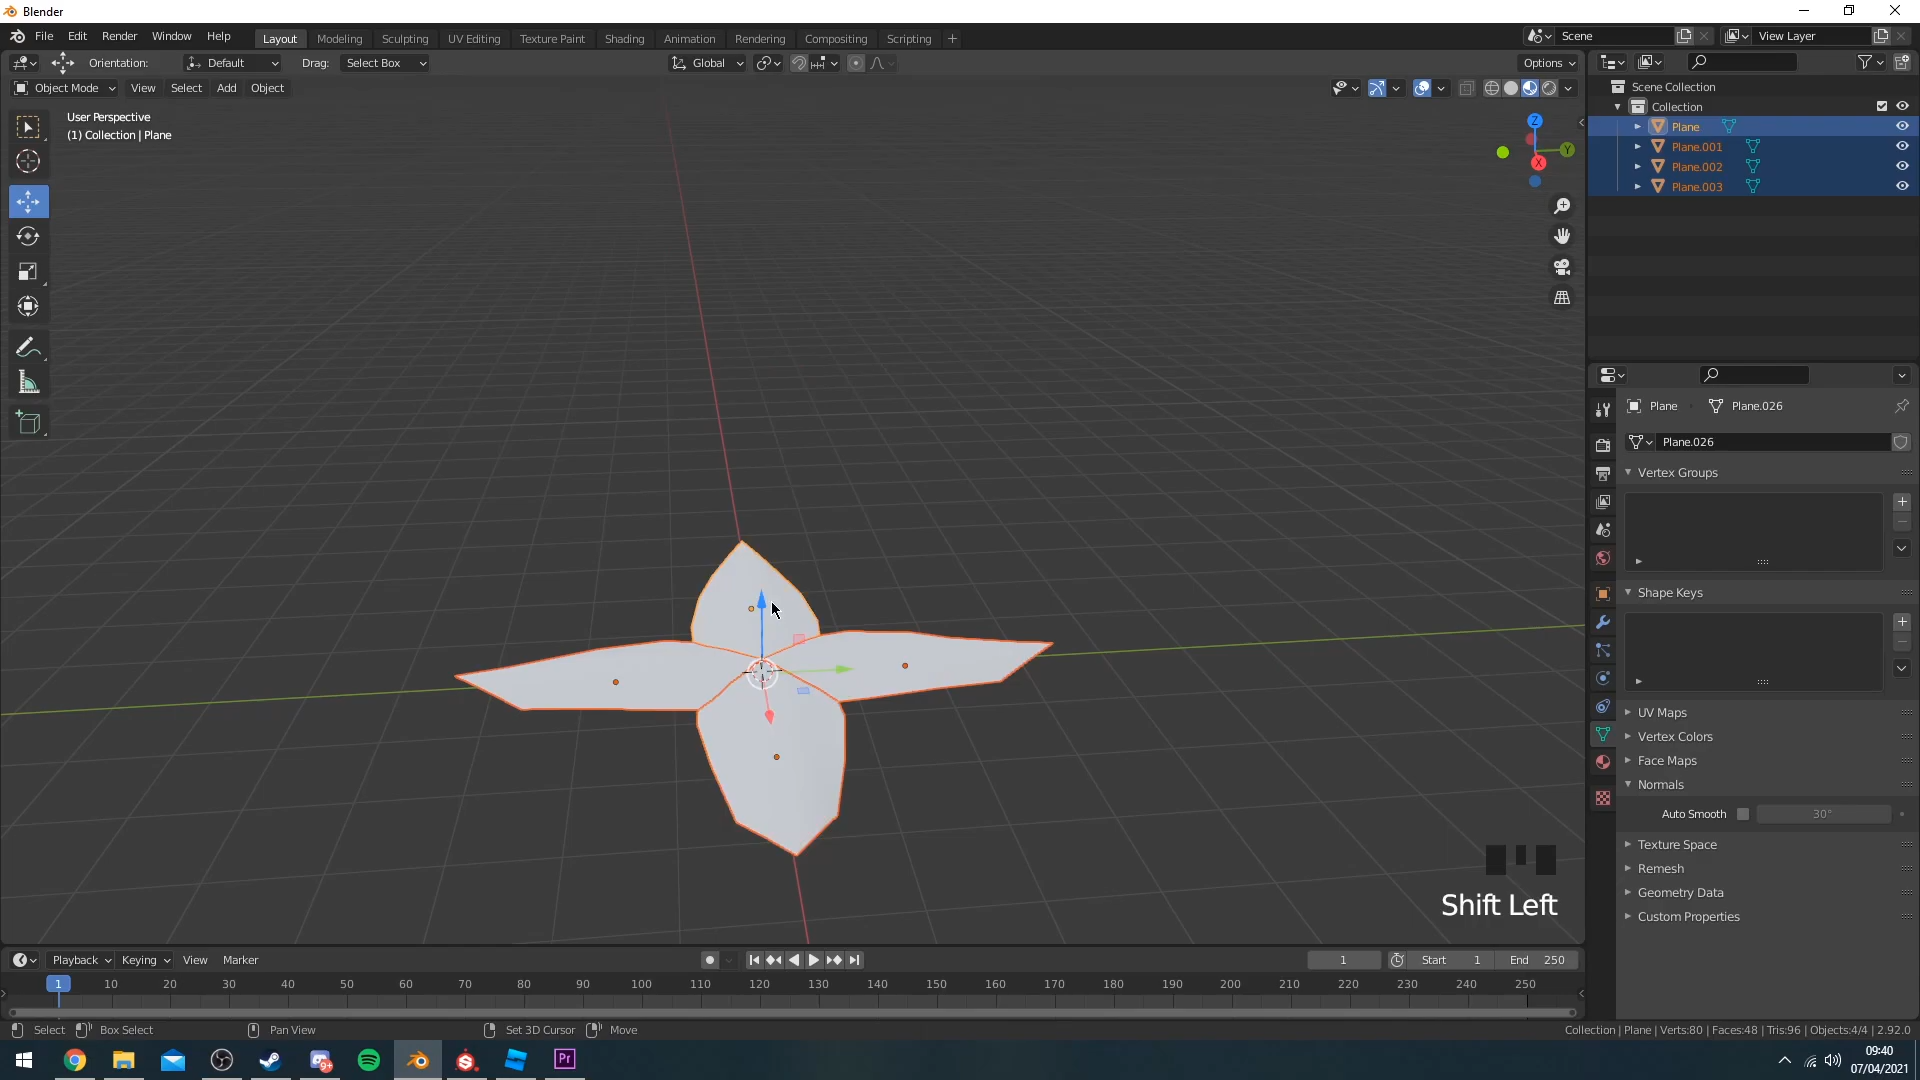 Blender
File Edit Render Window Help Layout Modeling Sculpting UV Editing Texture Paint Shading Animation Rendering Compositing Scripting + Scene View Layer
Orientation: Default Drag: Select Box Global Options
Object Mode View Select Add Object
User Perspective
(1) Collection | Plane
Z
Y
X
Scene Collection
Collection
Plane
Plane.001
Plane.002
Plane.003
Plane Plane.026
Plane.026
Vertex Groups
Shape Keys
UV Maps
Vertex Colors
Face Maps
Normals
Auto Smooth 30°
Texture Space
Remesh
Geometry Data
Custom Properties
Shift Left
Playback Keying View Marker 1 Start 1 End 250
1 10 20 30 40 50 60 70 80 90 100 110 120 130 140 150 160 170 180 190 200 210 220 230 240 250
Select Box Select Pan View Set 3D Cursor Move Collection | Plane | Verts:80 | Faces:48 | Tris:96 | Objects:4/4 | 2.92.0
9+ Pr
09:40
07/04/2021